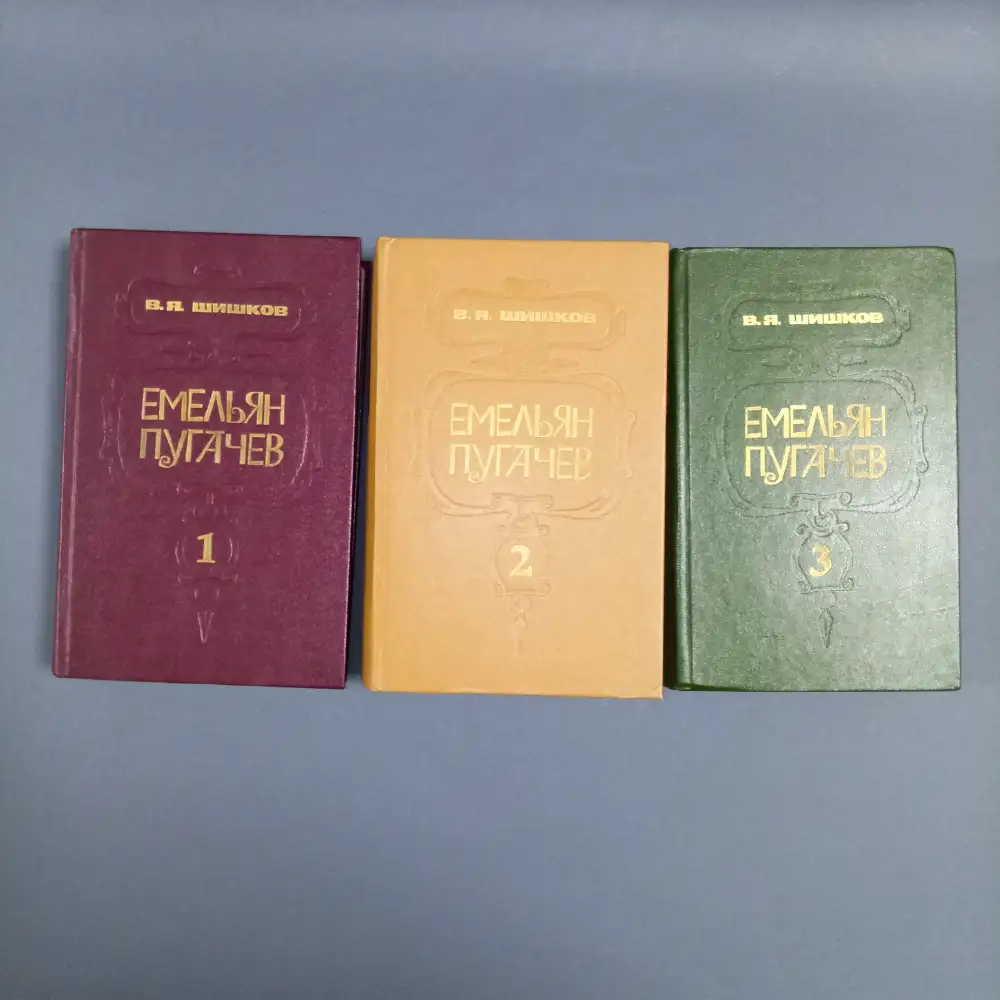 В. Я. ШИШКОВ
ЕМЕЛЬЯН
ПУГАЧЕВ
1
В. Я. ШИШКОВ
ЕМЕЛЬЯН
ПУГАЧЕВ
2
В. Я. ШИШКОВ
ЕМЕЛЬЯН
ПУГАЧЕВ
3